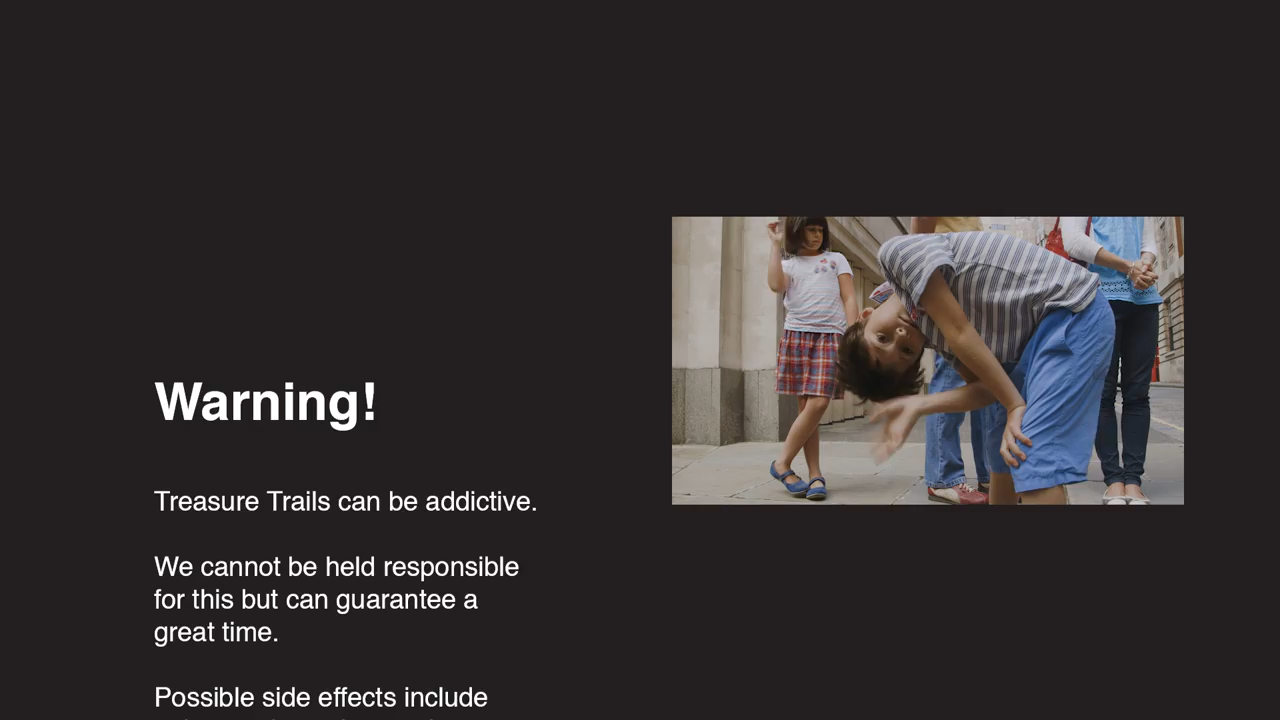 Warning!
Treasure Trails can be addictive.
We cannot be held responsible
for this but can guarantee a
great time.
Possible side effects include